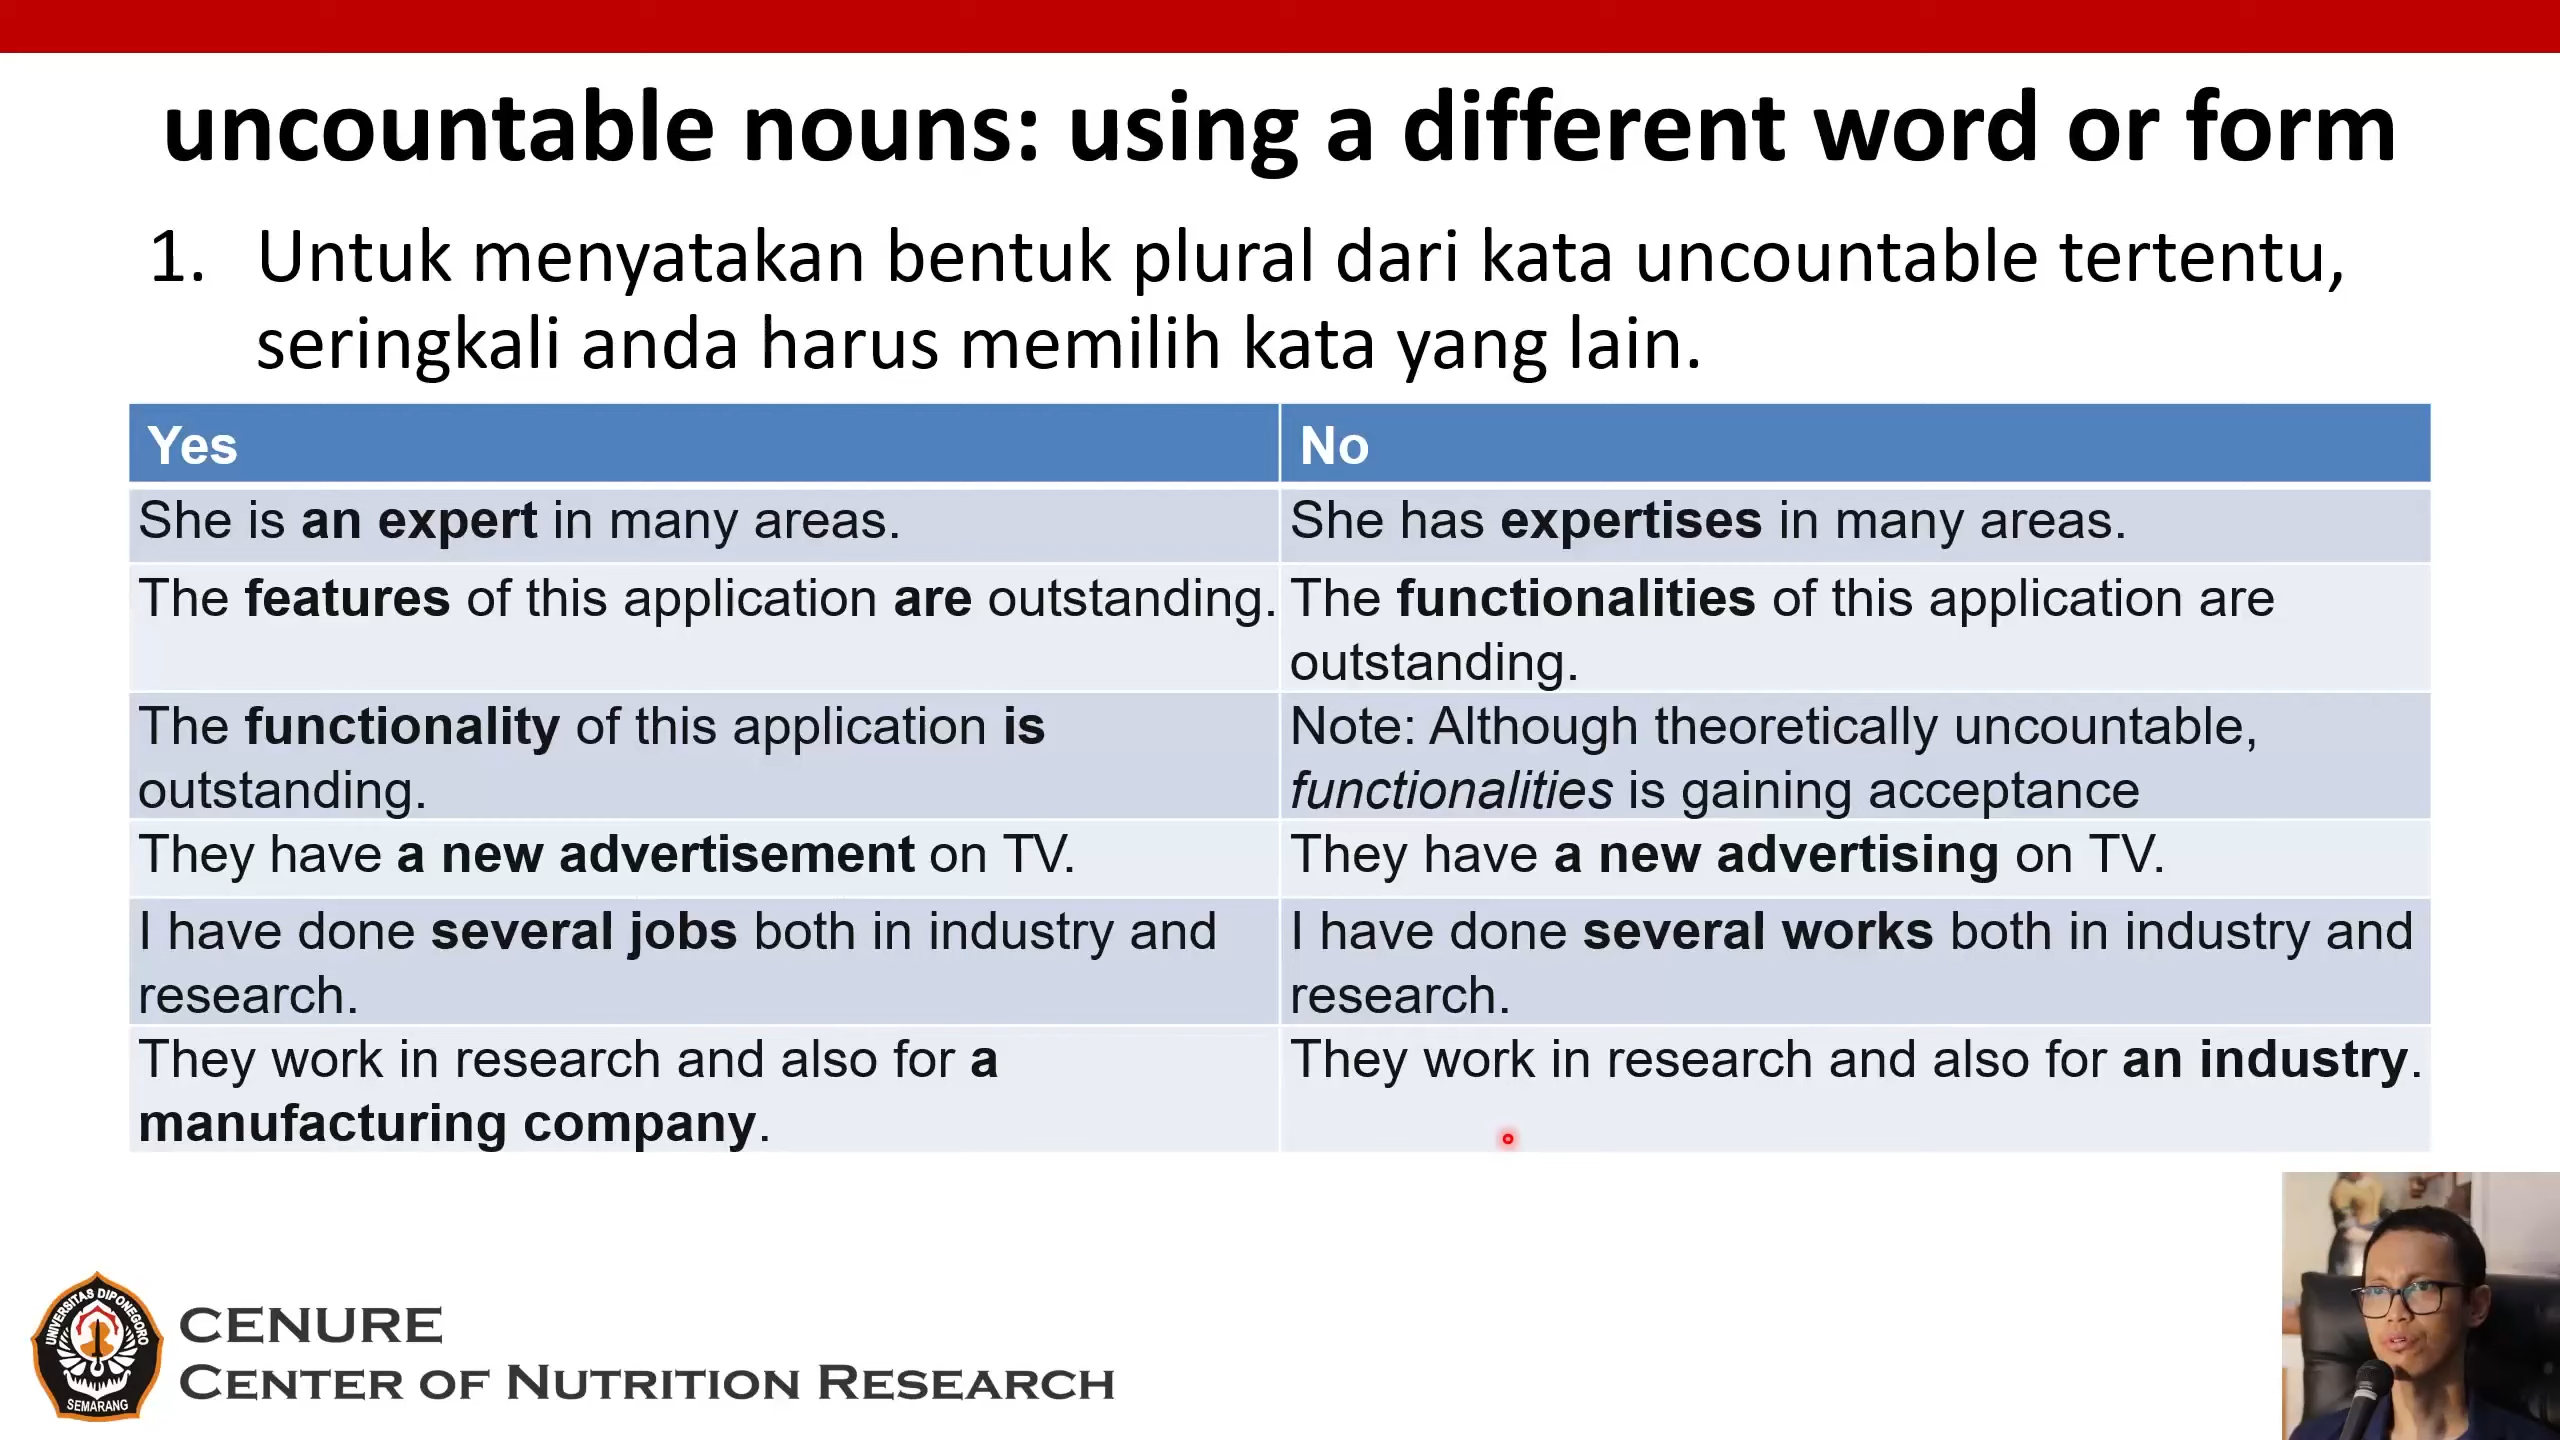 uncountable nouns: using a different word or form
1. Untuk menyatakan bentuk plural dari kata uncountable tertentu,
seringkali anda harus memilih kata yang lain.
Yes
No
She is an expert in many areas.
She has expertises in many areas.
The features of this application are outstanding.
The functionalities of this application are
outstanding.
The functionality of this application is
outstanding.
Note: Although theoretically uncountable,
functionalities is gaining acceptance
They have a new advertisement on TV.
They have a new advertising on TV.
I have done several jobs both in industry and
research.
I have done several works both in industry and
research.
They work in research and also for a
manufacturing company.
They work in research and also for an industry.
UNIVERSITAS DIPONEGORO
SEMARANG
CENURE
CENTER OF NUTRITION RESEARCH